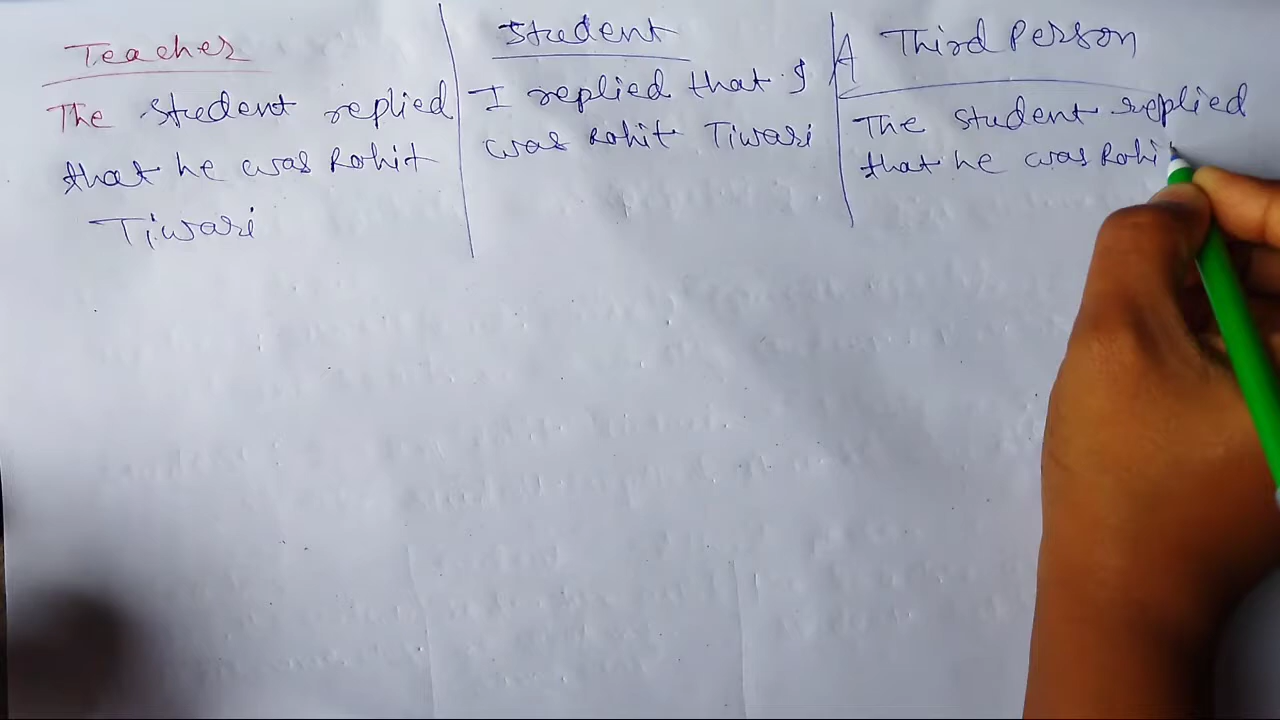 Teacher
The student replied
that he was Rohit
Tiwari
Student
I replied that I
was Rohit Tiwari
A Third Person
The student replied
that he was Rohi